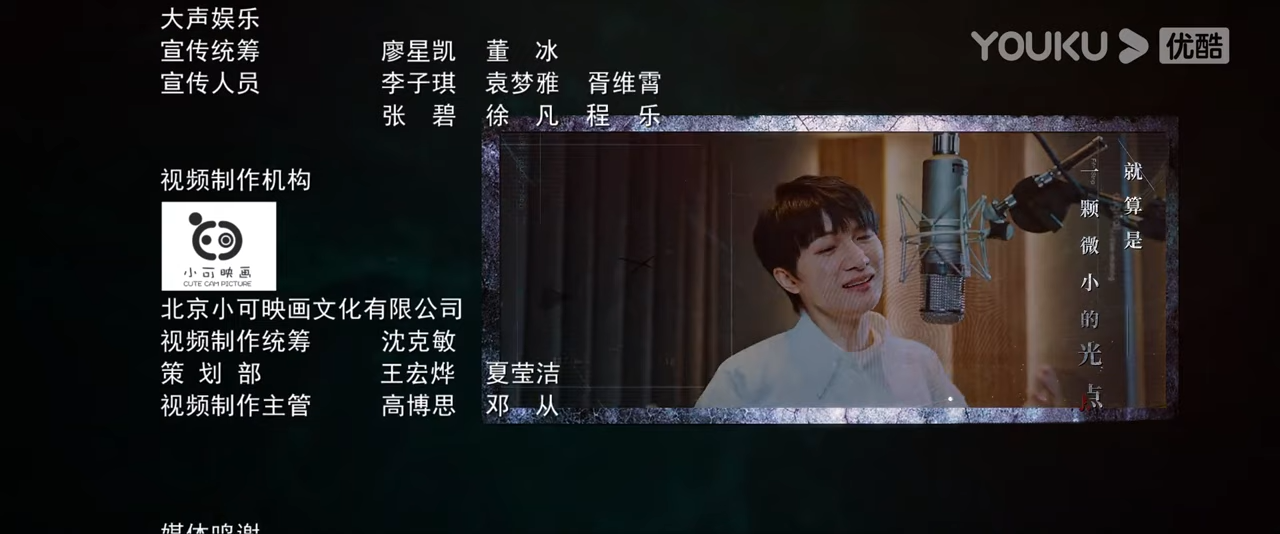 大声娱乐
宣传统筹 廖星凯 董 冰
宣传人员 李子琪 袁梦雅 胥维霄
张 碧 徐 凡 程 乐
视频制作机构
小可映画
CUTE CAM PICTURE
北京小可映画文化有限公司
视频制作统筹 沈克敏
策 划 部 王宏烨 夏莹洁
视频制作主管 高博思 邓 从
媒体鸣谢
YOUKU 优酷
就算是
一颗微小的光点